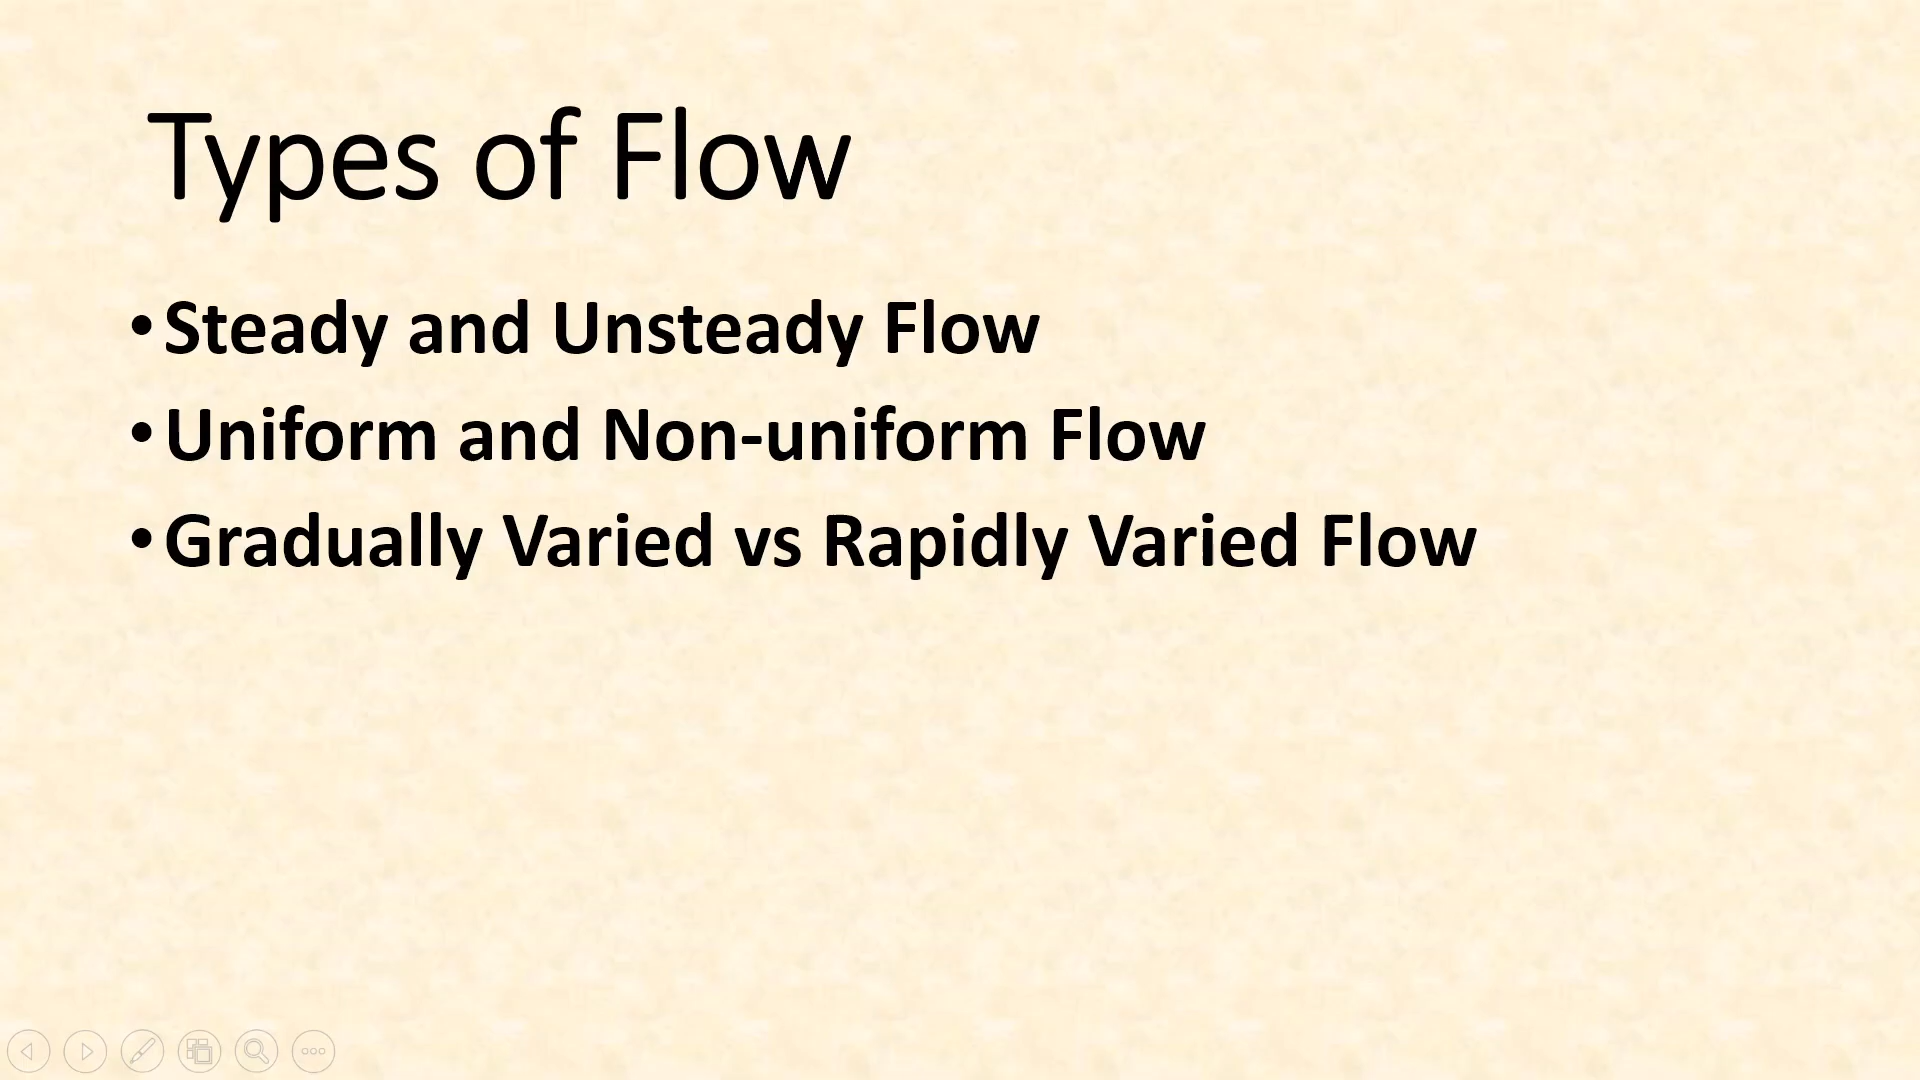 Types of Flow
• Steady and Unsteady Flow
• Uniform and Non-uniform Flow
• Gradually Varied vs Rapidly Varied Flow